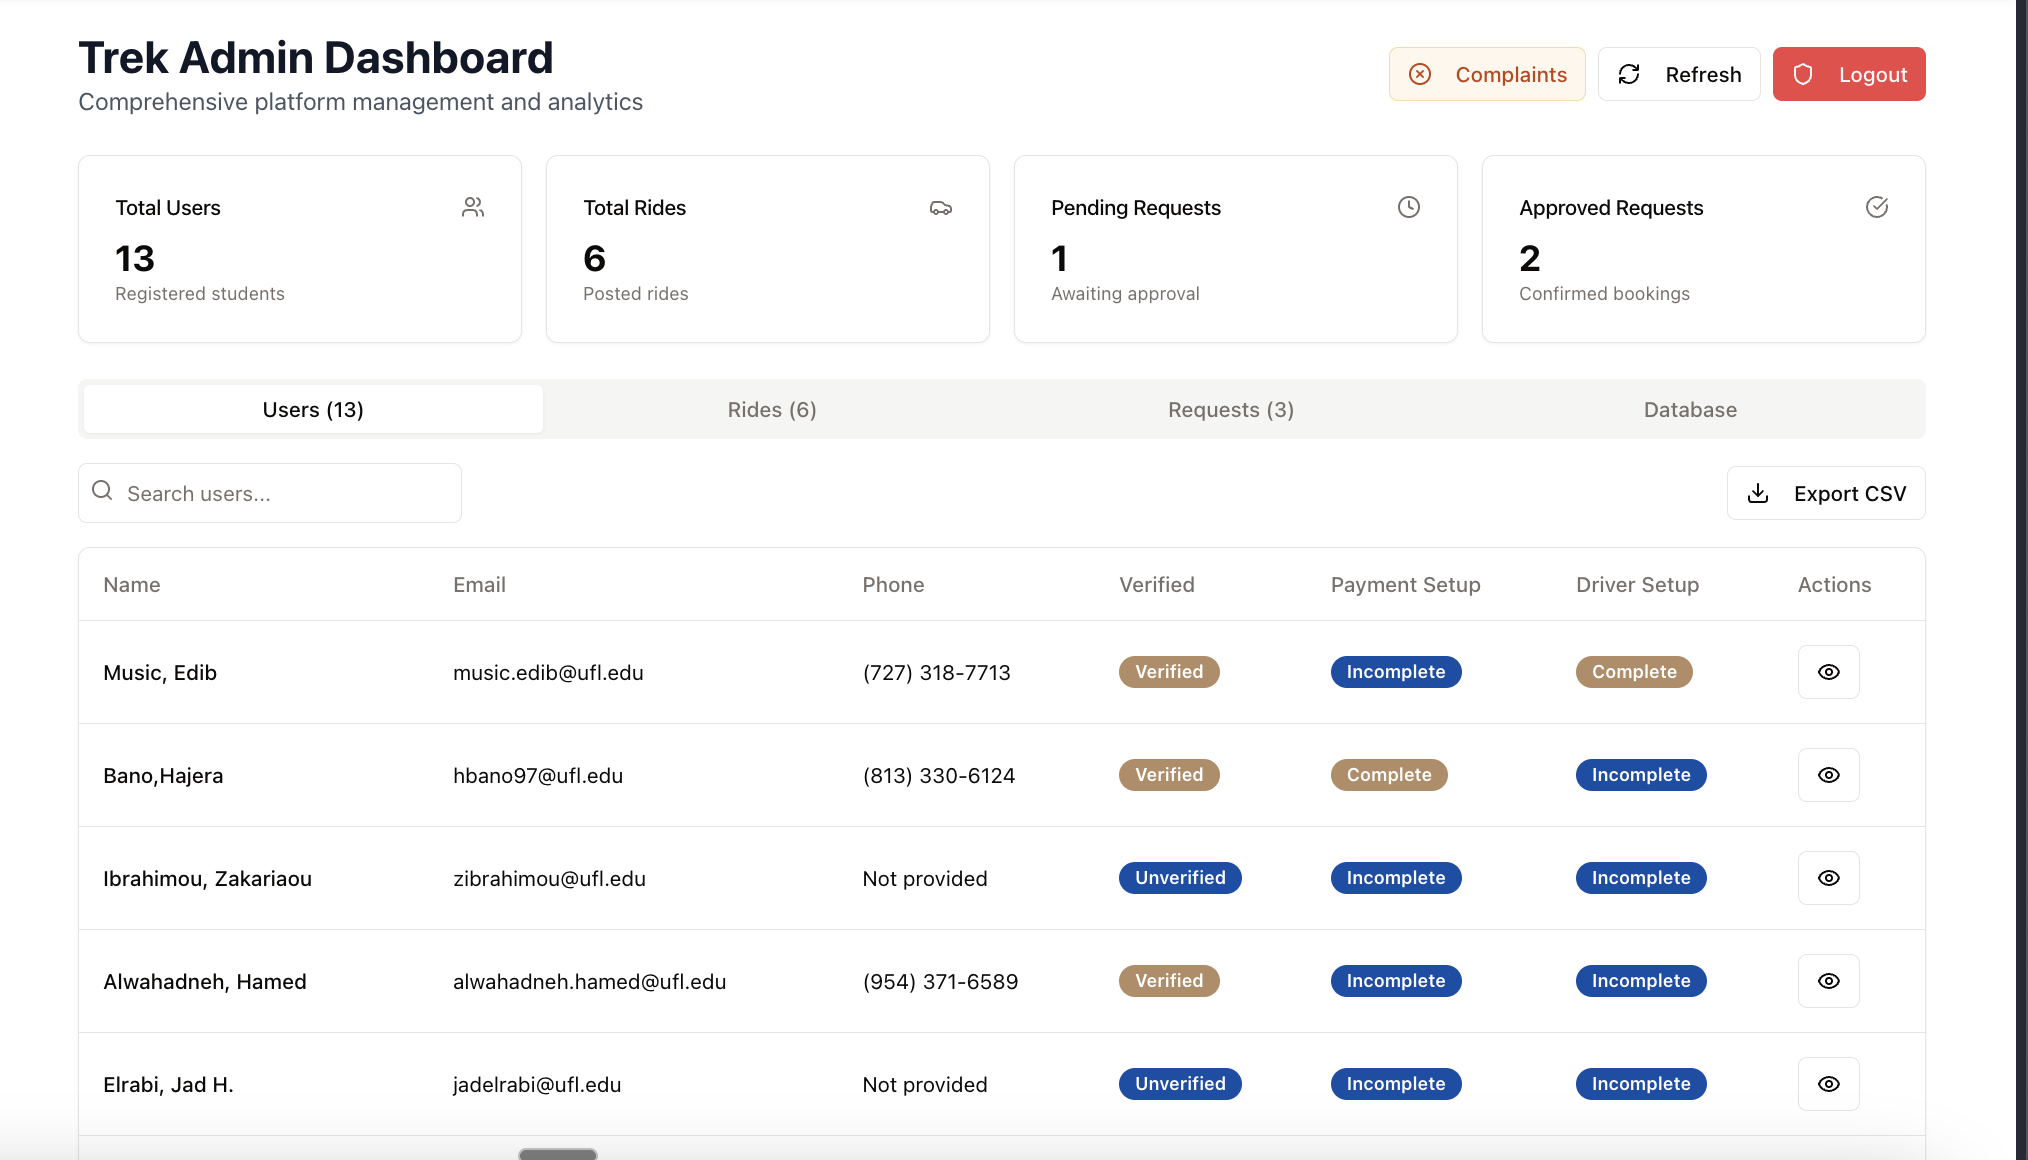 Trek Admin Dashboard
Comprehensive platform management and analytics
Complaints
Refresh
Logout
Total Users
13
Registered students
Total Rides
6
Posted rides
Pending Requests
1
Awaiting approval
Approved Requests
2
Confirmed bookings
Users (13)
Rides (6)
Requests (3)
Database
Search users...
Export CSV
Name Email Phone Verified Payment Setup Driver Setup Actions
Music, Edib music.edib@ufl.edu (727) 318-7713 Verified Incomplete Complete
Bano,Hajera hbano97@ufl.edu (813) 330-6124 Verified Complete Incomplete
Ibrahimou, Zakariaou zibrahimou@ufl.edu Not provided Unverified Incomplete Incomplete
Alwahadneh, Hamed alwahadneh.hamed@ufl.edu (954) 371-6589 Verified Incomplete Incomplete
Elrabi, Jad H. jadelrabi@ufl.edu Not provided Unverified Incomplete Incomplete